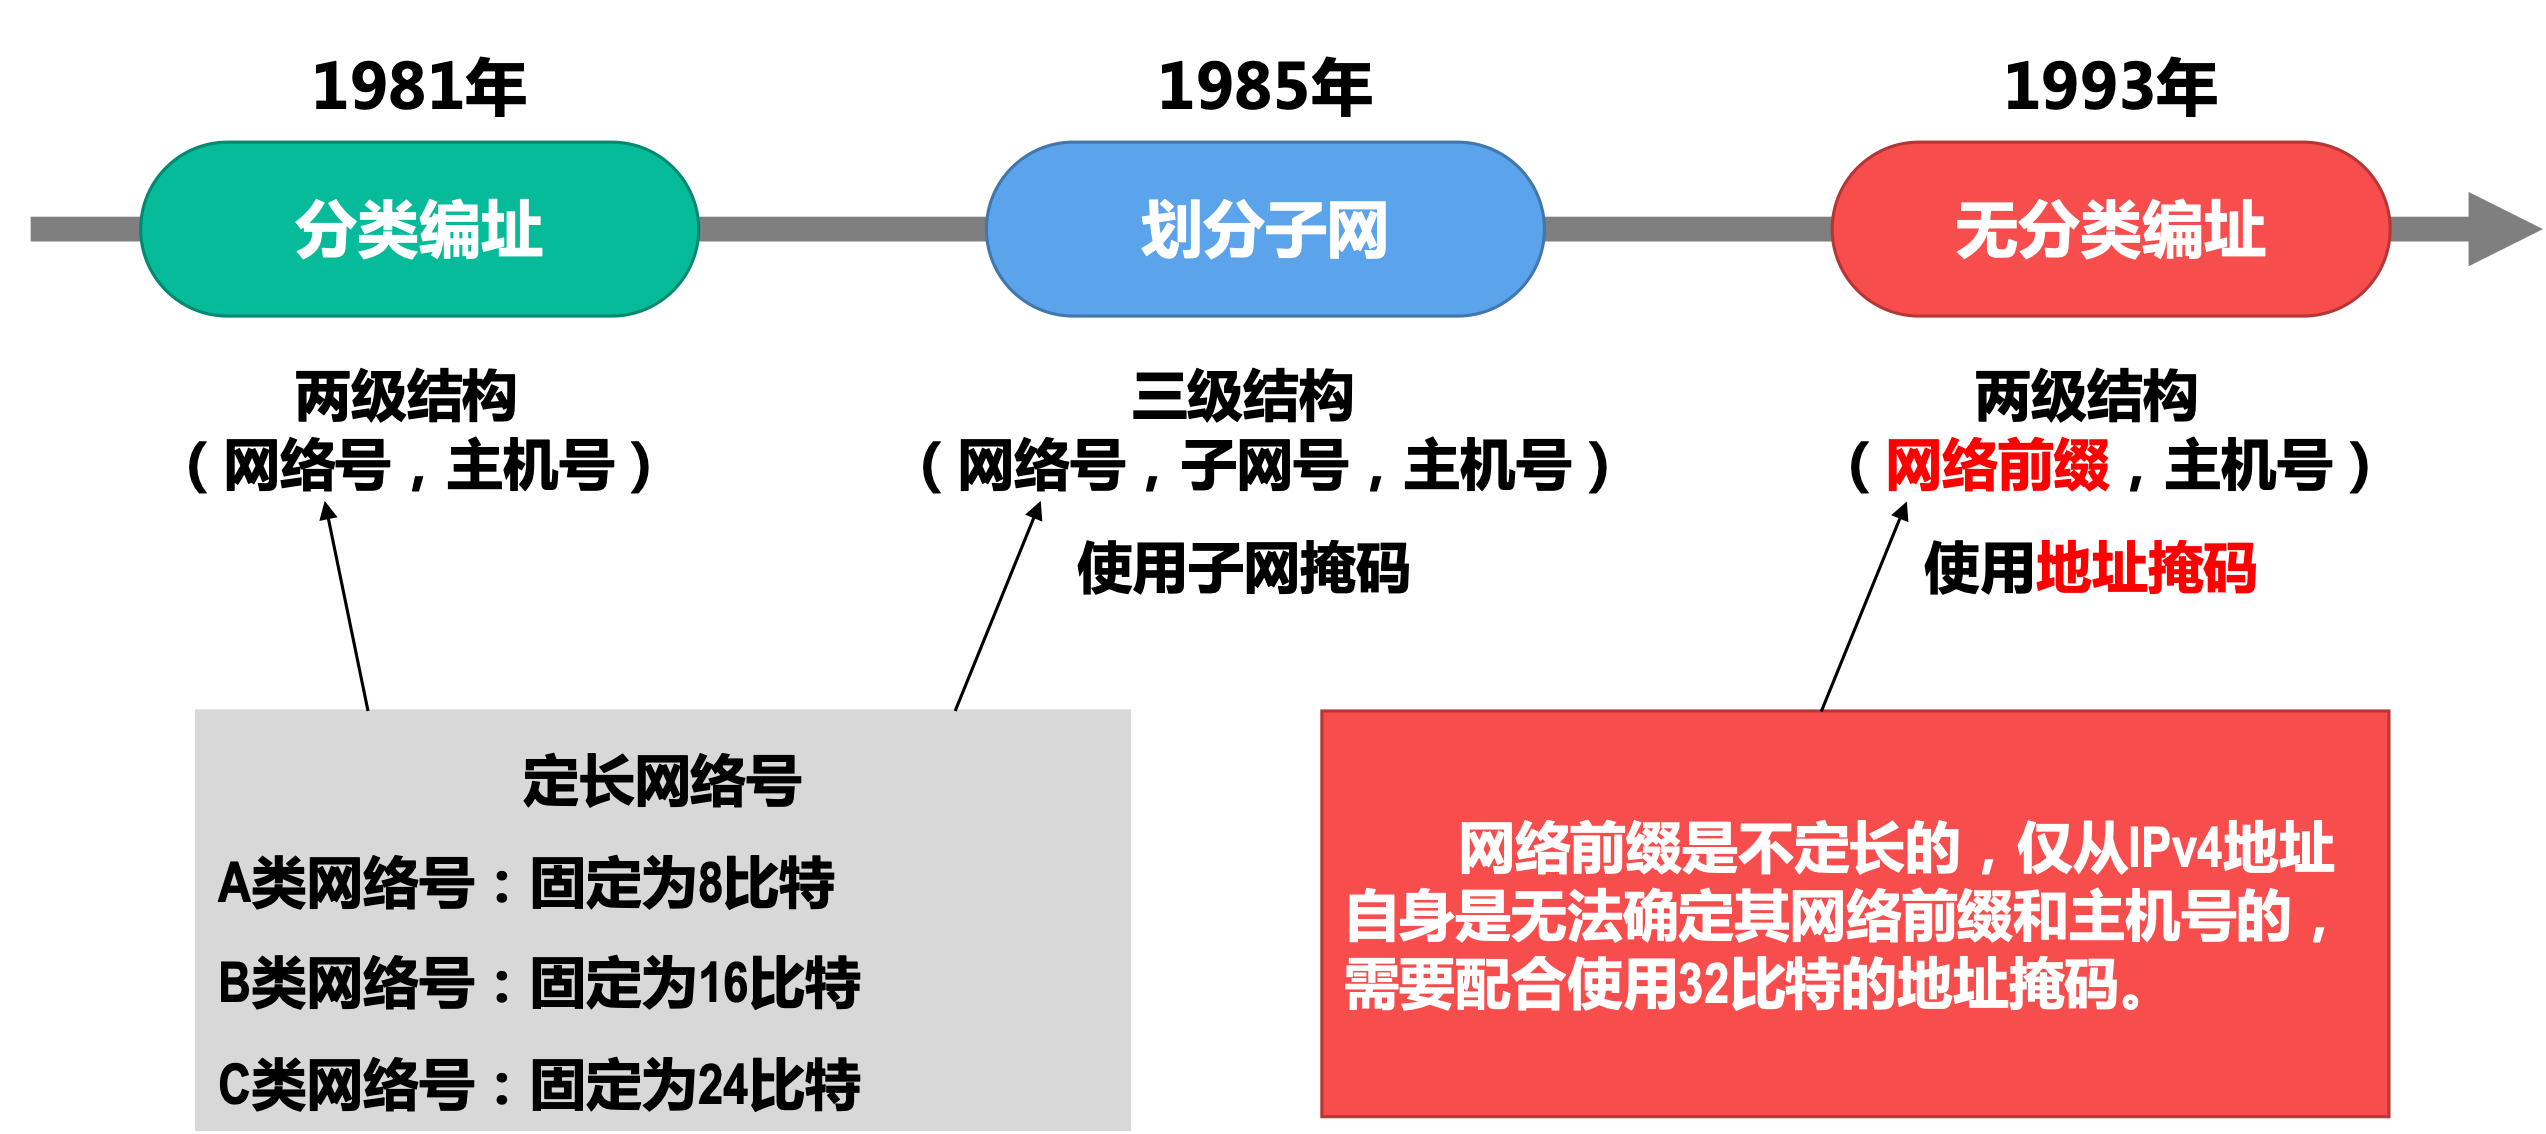 1981年
1985年
1993年
分类编址
划分子网
无分类编址
两级结构
（网络号，主机号）
三级结构
（网络号，子网号，主机号）
使用子网掩码
两级结构
（网络前缀，主机号）
使用地址掩码
定长网络号
A类网络号：固定为8比特
B类网络号：固定为16比特
C类网络号：固定为24比特
网络前缀是不定长的，仅从IPv4地址
自身是无法确定其网络前缀和主机号的，
需要配合使用32比特的地址掩码。